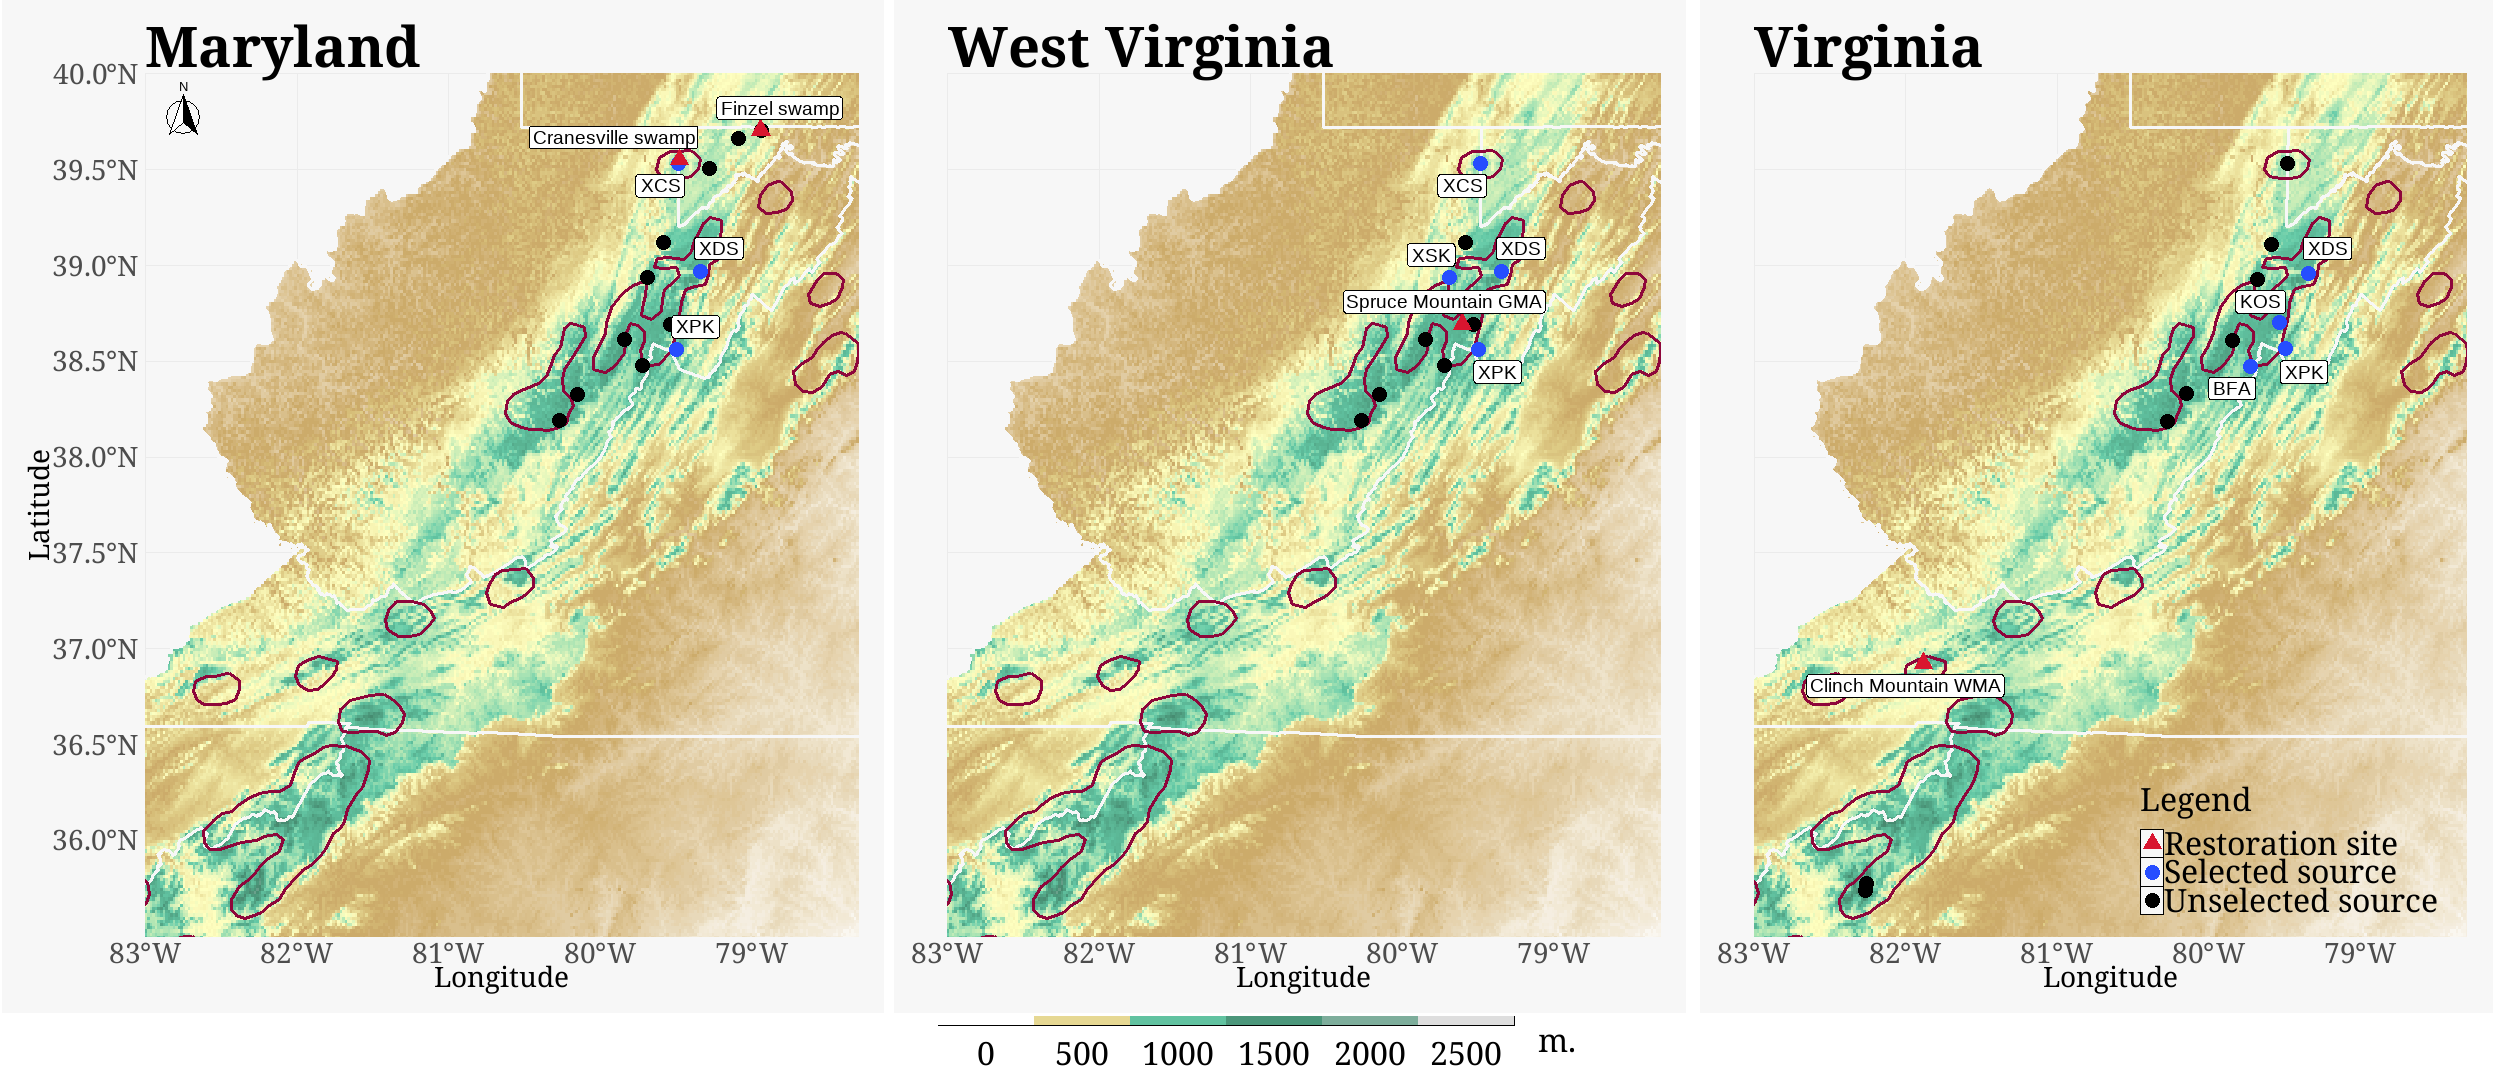 Maryland
West Virginia
Virginia
40.0°N
39.5°N
39.0°N
38.5°N
38.0°N
37.5°N
37.0°N
36.5°N
36.0°N
Latitude
N
Finzel swamp
Cranesville swamp
XCS
XDS
XPK
83°W
82°W
81°W
80°W
79°W
Longitude
XCS
XSK
XDS
Spruce Mountain GMA
XPK
83°W
82°W
81°W
80°W
79°W
Longitude
XDS
KOS
XPK
BFA
Clinch Mountain WMA
Legend
Restoration site
Selected source
Unselected source
83°W
82°W
81°W
80°W
79°W
Longitude
0 500 1000 1500 2000 2500 m.